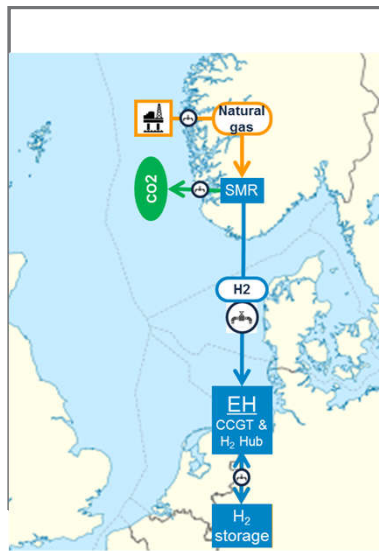 Natural
gas
CO2
SMR
H2
EH
CCGT &
H₂ Hub
H₂
storage